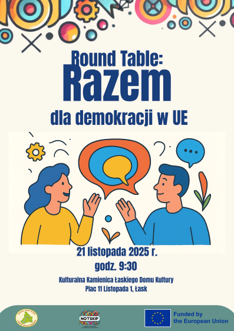 Round Table:
Razem
dla demokracji w UE
21 listopada 2025 r.
godz. 9:30
Kulturalna Kamienica Łaskiego Domu Kultury
Plac 11 Listopada 1, Łask
Funded by
the European Union